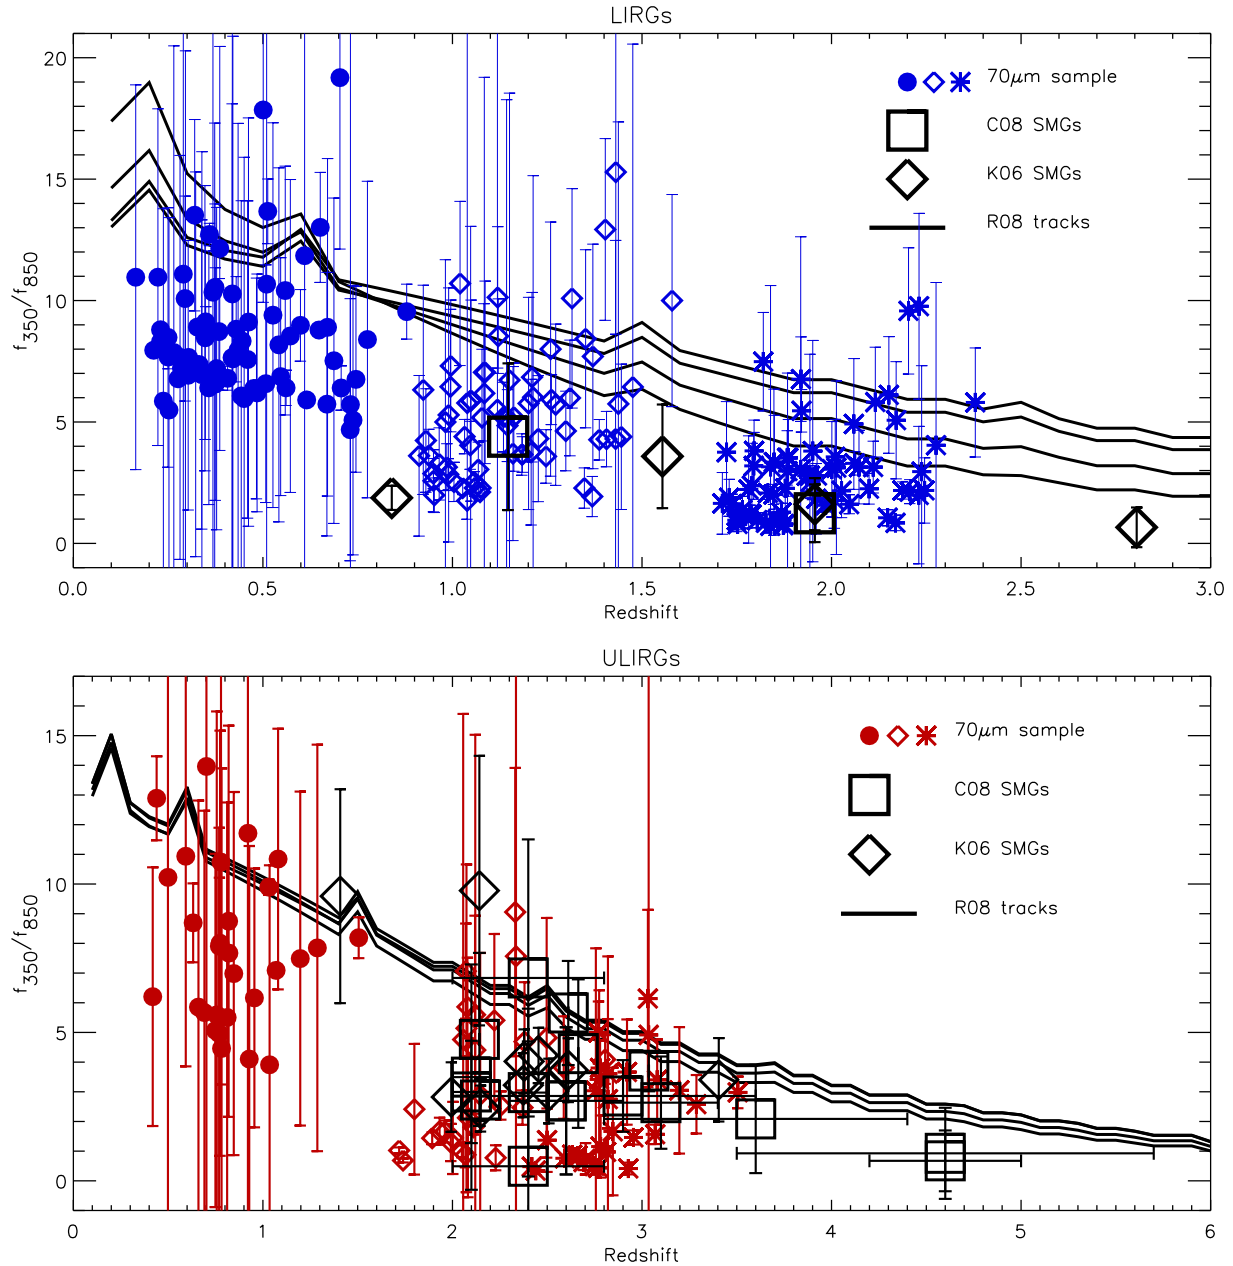 LIRGs
20
15
10
5
0
f350/f850
70μm sample
C08 SMGs
K06 SMGs
R08 tracks
0.0 0.5 1.0 1.5 2.0 2.5 3.0
Redshift
ULIRGs
15
10
5
0
f350/f850
70μm sample
C08 SMGs
K06 SMGs
R08 tracks
0 1 2 3 4 5 6
Redshift